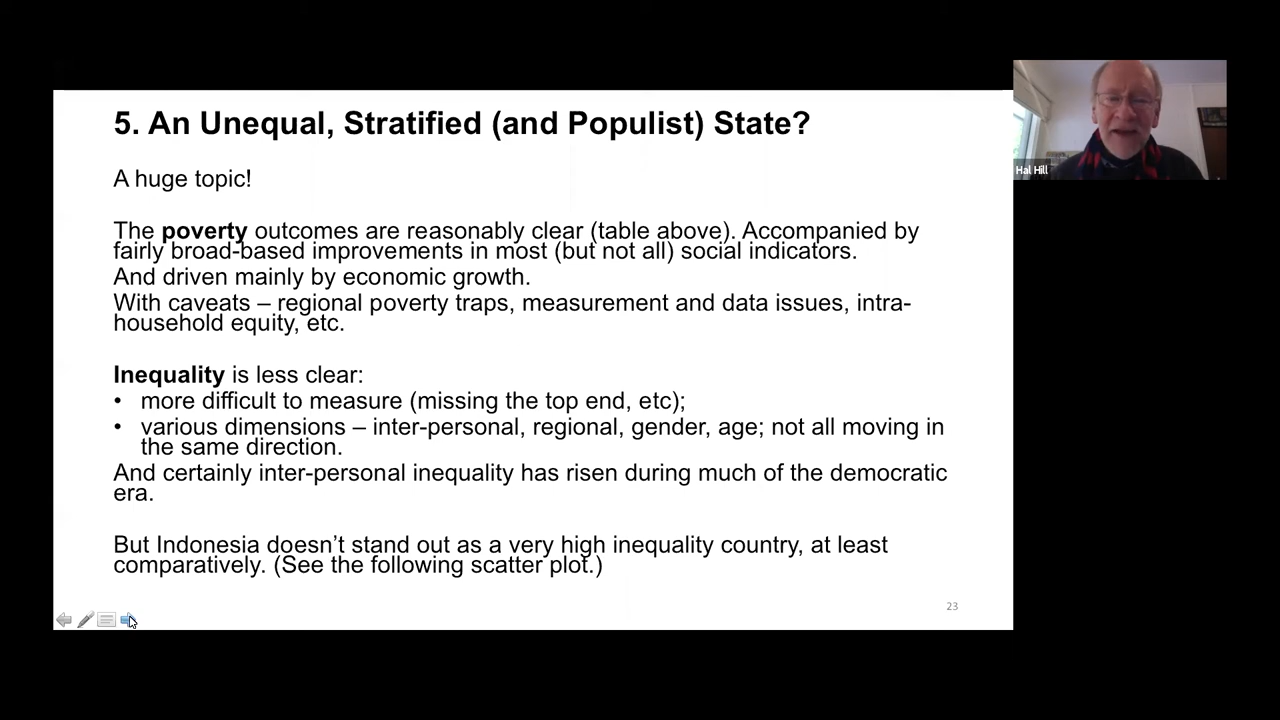 5. An Unequal, Stratified (and Populist) State?
A huge topic!
The poverty outcomes are reasonably clear (table above). Accompanied by
fairly broad-based improvements in most (but not all) social indicators.
And driven mainly by economic growth.
With caveats – regional poverty traps, measurement and data issues, intra-
household equity, etc.
Inequality is less clear:
• more difficult to measure (missing the top end, etc);
• various dimensions – inter-personal, regional, gender, age; not all moving in
the same direction.
And certainly inter-personal inequality has risen during much of the democratic
era.
But Indonesia doesn’t stand out as a very high inequality country, at least
comparatively. (See the following scatter plot.)
23
Hal Hill